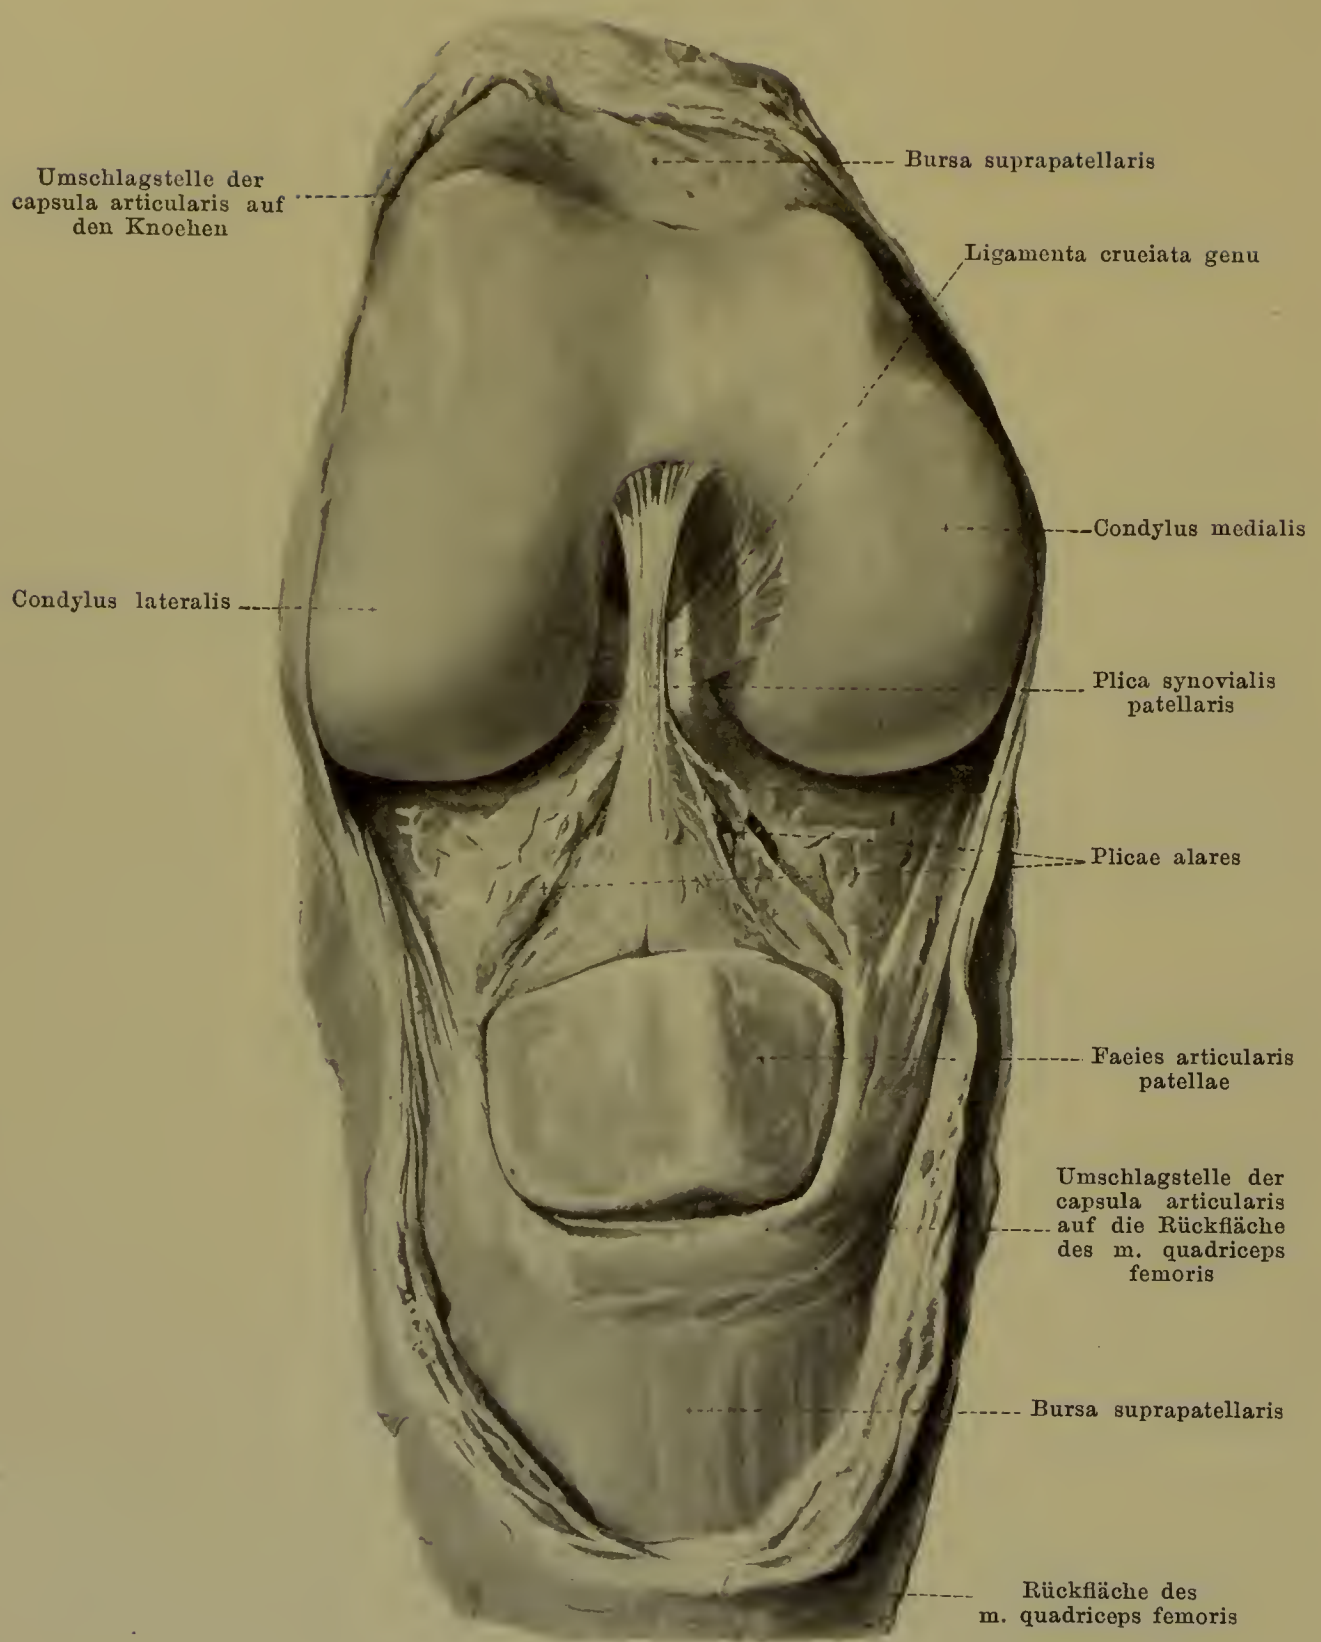 Bursa suprapatellaris
Umschlagstelle der
capsula articularis auf
den Knochen
Ligamenta cruciata genu
Condylus medialis
Condylus lateralis
Plica synovialis
patellaris
Plicae alares
Facies articularis
patellae
Umschlagstelle der
capsula articularis
auf die Rückfläche
des m. quadriceps
femoris
Bursa suprapatellaris
Rückfläche des
m. quadriceps femoris